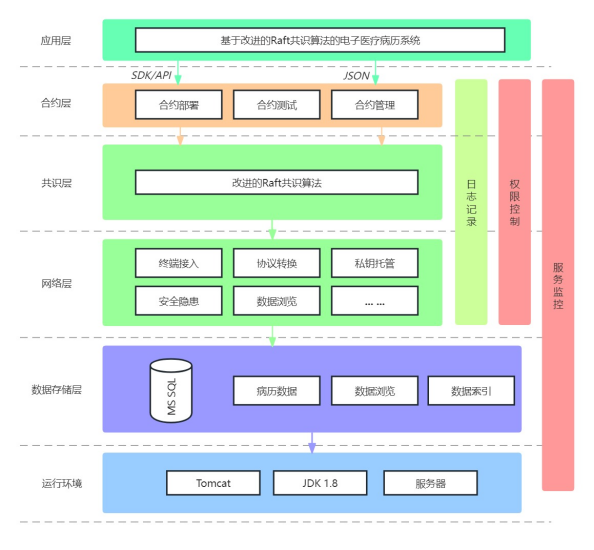 应用层
基于改进的Raft共识算法的电子医疗病历系统
SDK/API
JSON
合约层
合约部署
合约测试
合约管理
共识层
改进的Raft共识算法
网络层
终端接入
协议转换
私钥托管
安全隐患
数据浏览
... ...
日志记录
权限控制
服务监控
数据存储层
MS SQL
病历数据
数据浏览
数据索引
运行环境
Tomcat
JDK 1.8
服务器